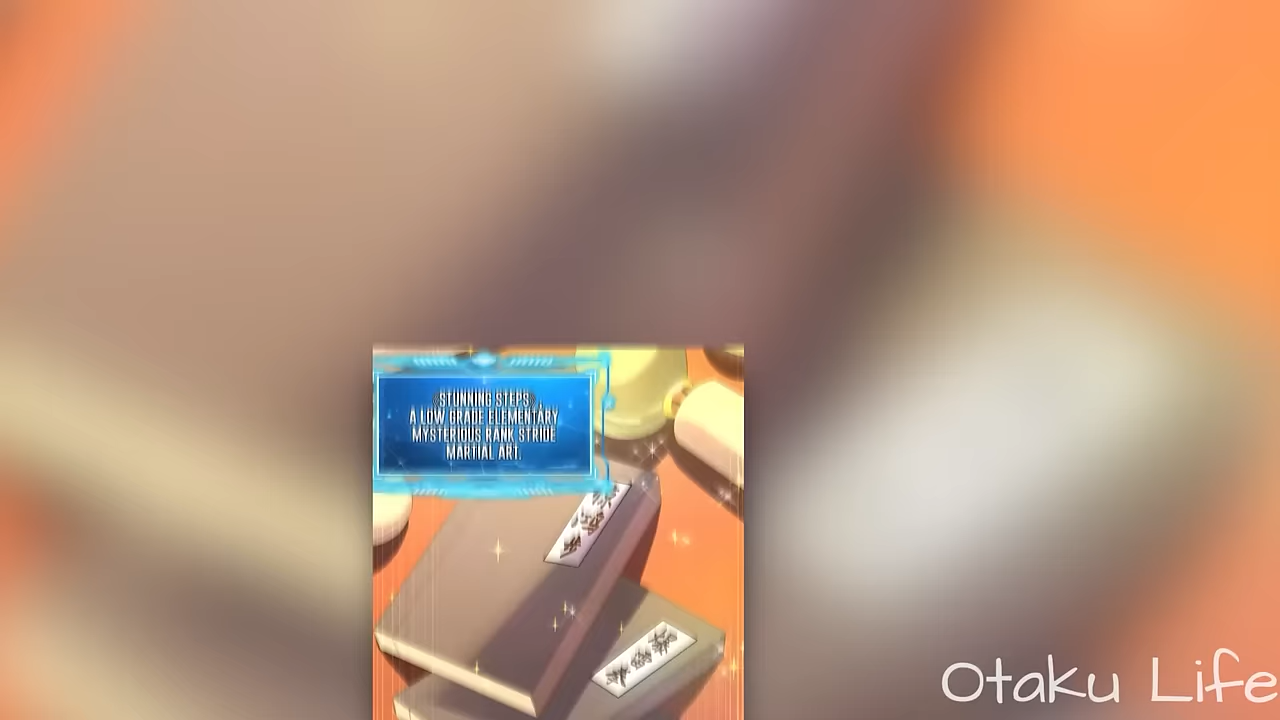 《STUNNING STEPS》,
A LOW GRADE ELEMENTARY
MYSTERIOUS RANK STRIDE
MARTIAL ART.
Otaku Life